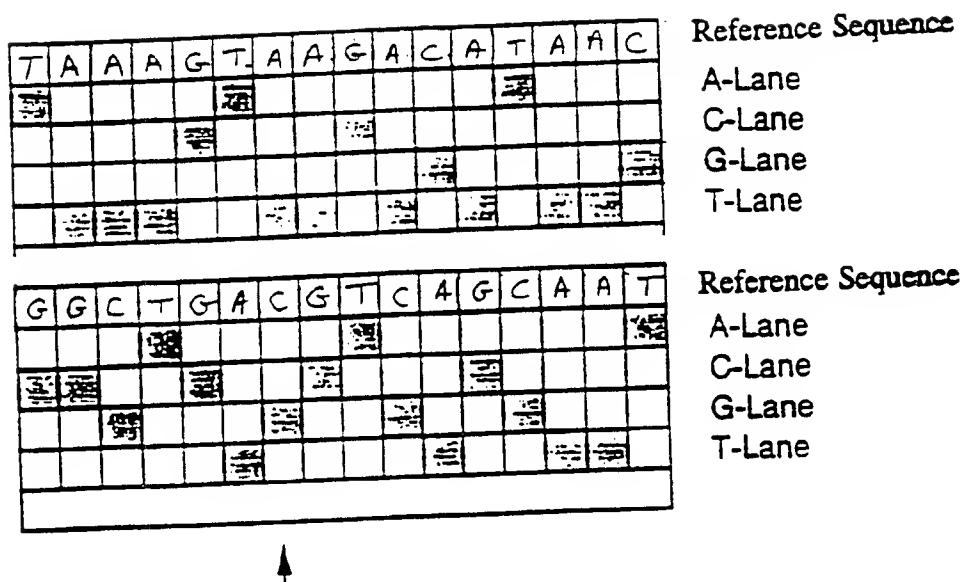 T A A A G T A A G A C A T A A C Reference Sequence
A-Lane
C-Lane
G-Lane
T-Lane
G G C T G A C G T C A G C A A T Reference Sequence
A-Lane
C-Lane
G-Lane
T-Lane